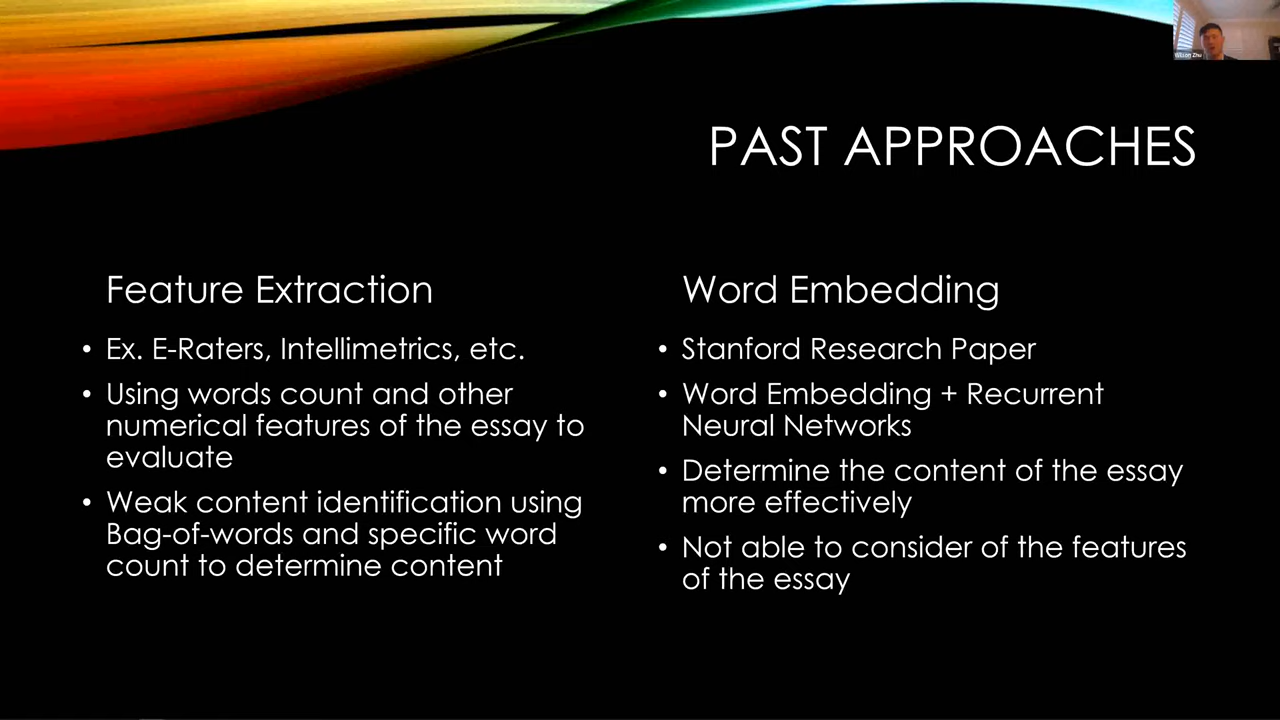 Wilson Zhu
PAST APPROACHES
Feature Extraction
• Ex. E-Raters, Intellimetrics, etc.
• Using words count and other
numerical features of the essay to
evaluate
• Weak content identification using
Bag-of-words and specific word
count to determine content
Word Embedding
• Stanford Research Paper
• Word Embedding + Recurrent
Neural Networks
• Determine the content of the essay
more effectively
• Not able to consider of the features
of the essay